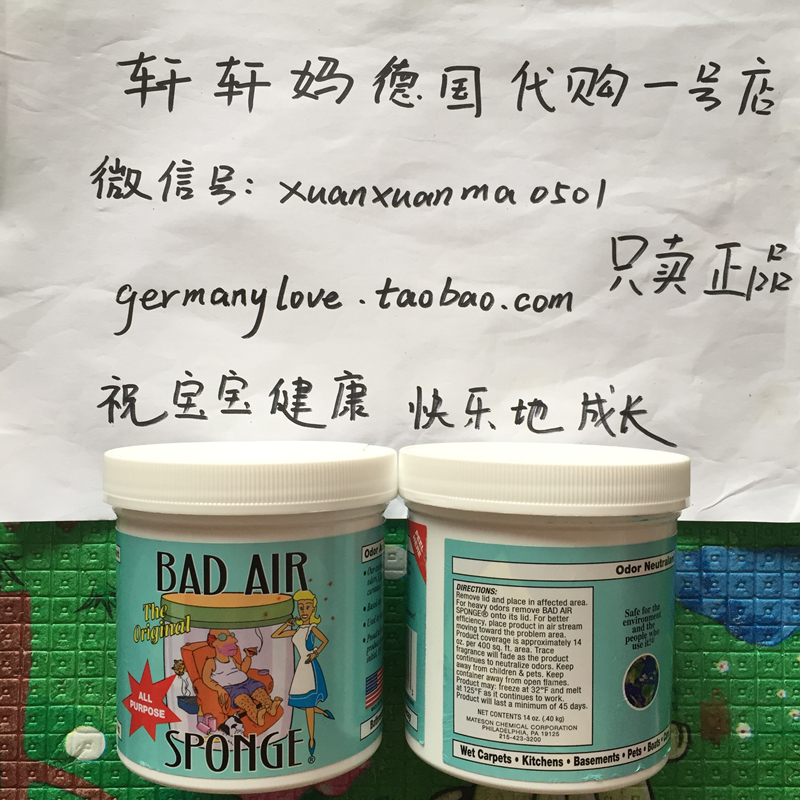 轩轩妈德国代购一号店
微信号: xuanxuanma0501
只卖正品
germanylove.taobao.com
祝宝宝健康 快乐地成长
BAD AIR
The
Original
ALL
PURPOSE
SPONGE®
Odor Neutral
DIRECTIONS:
Remove lid and place in affected area.
For heavy odors remove BAD AIR
SPONGE® onto its lid. For better
efficiency, place product in air stream
moving toward the problem area.
Product coverage is approximately 14
oz. per 400 sq. ft. area. Trace
fragrance will fade as the product
continues to neutralize odors. Keep
away from children & pets. Keep
container away from open flames.
Product may: freeze at 32°F and melt
at 125°F as it continues to work.
Product will last a minimum of 45 days.
NET CONTENTS 14 oz. (.40 kg)
MATESON CHEMICAL CORPORATION
PHILADELPHIA, PA 19125
215-423-3200
Safe for the
environment,
and the
people who
use it!
Wet Carpets • Kitchens • Basements • Pets • Boats